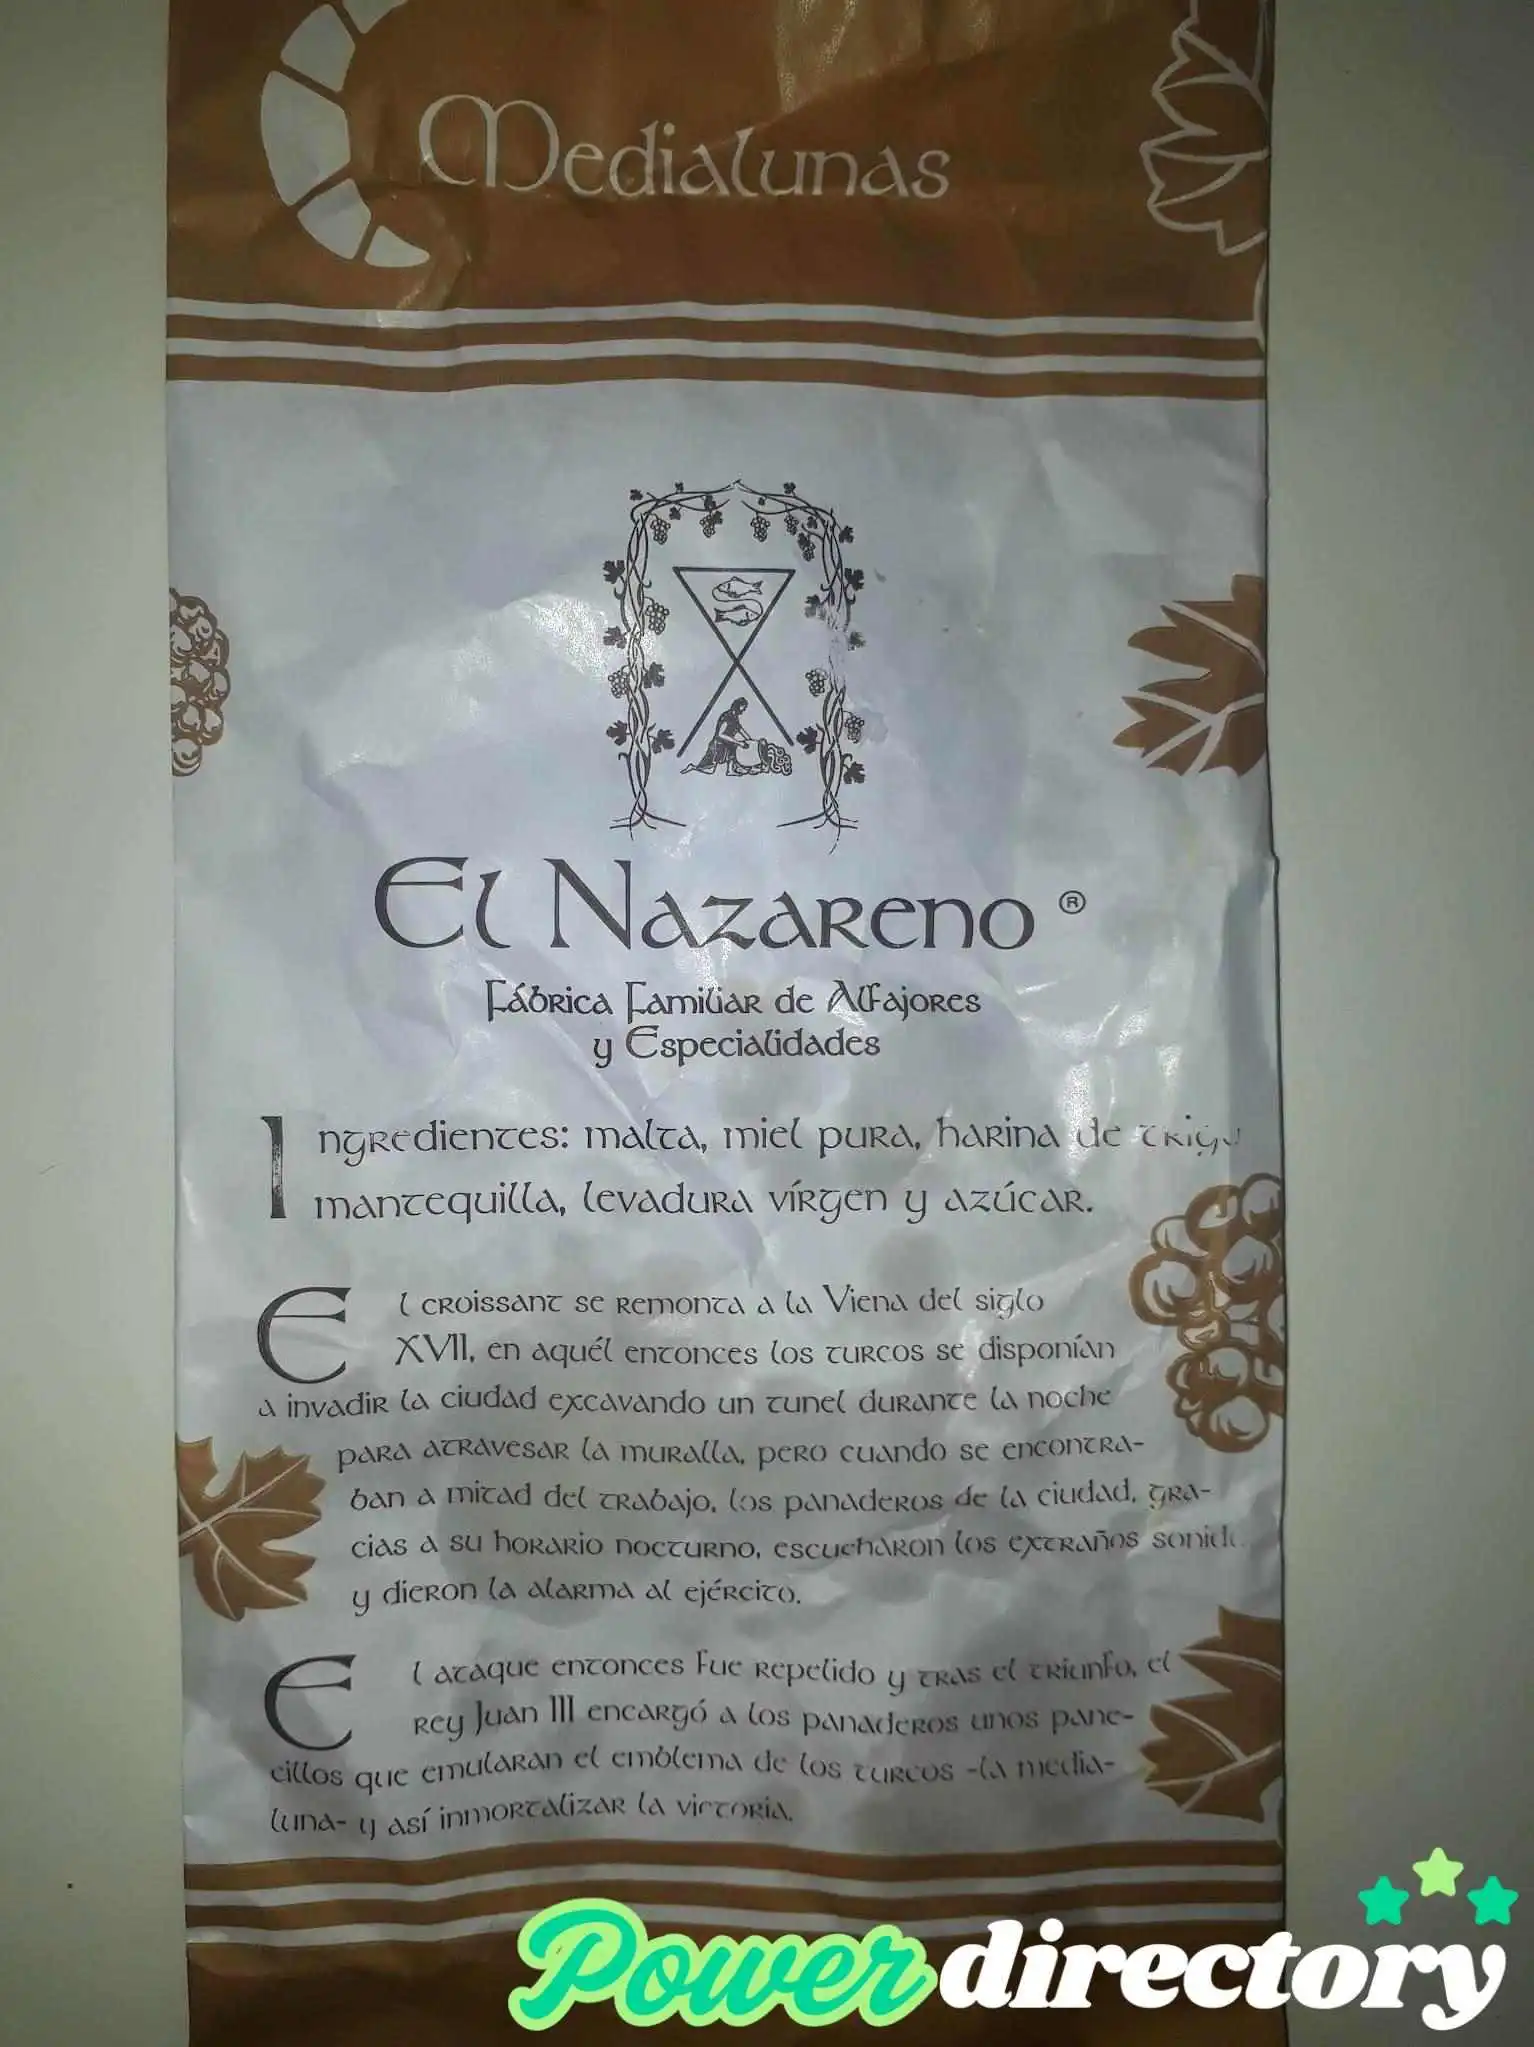 Medialunas
El Nazareno ®
Fábrica Familiar de Alfajores
y Especialidades
Ingredientes: malta, miel pura, harina de trigo
mantequilla, levadura vírgen y azúcar.
El croissant se remonta a la Viena del siglo
XVII, en aquél entonces los turcos se disponían
a invadir la ciudad excavando un tunel durante la noche
para atravesar la muralla, pero cuando se encontra-
ban a mitad del trabajo, los panaderos de la ciudad, gra-
cias a su horario nocturno, escucharon los extraños
y dieron la alarma al ejército.
El ataque entonces fue repelido y tras el triunfo, el
rey Juan III encargó a los panaderos unos pane-
cillos que emularan el emblema de los turcos -la media-
luna- y así inmortalizar la victoria.
Powerdirectory